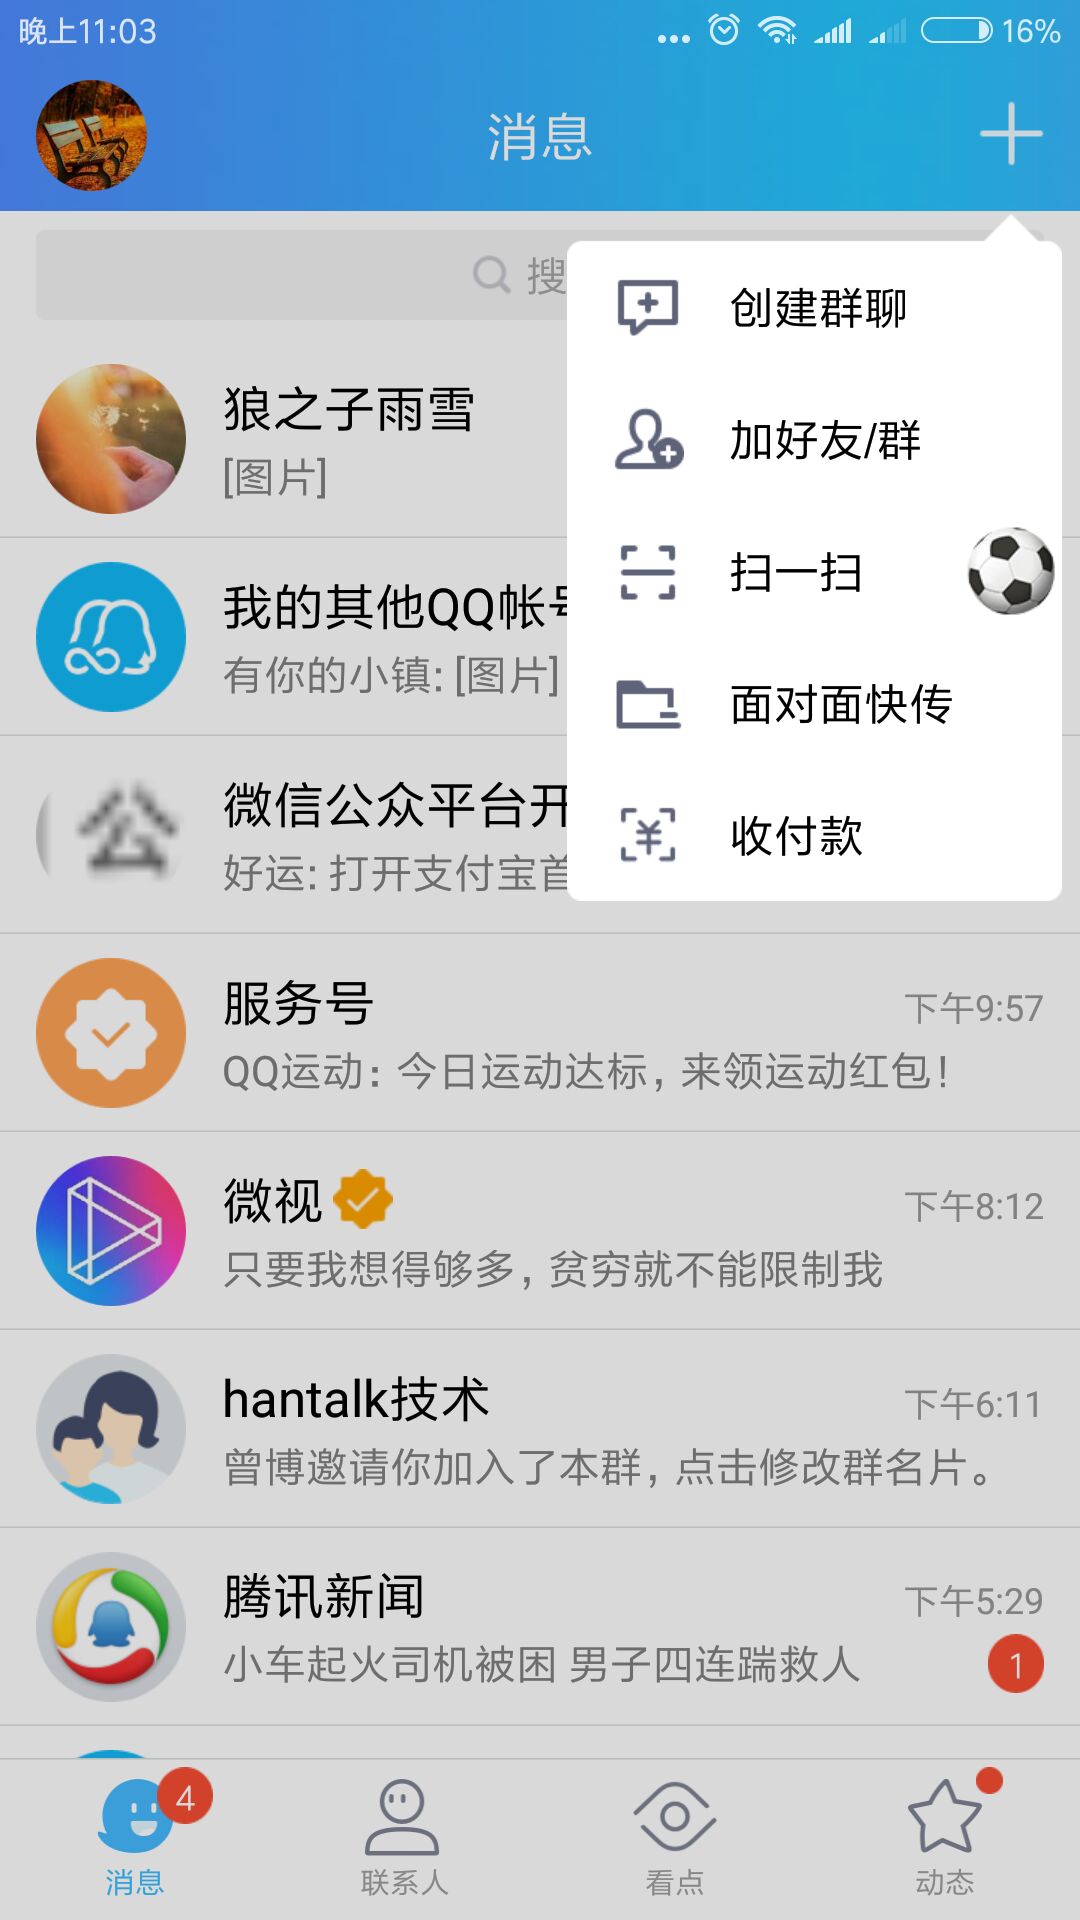 晚上11:03
16%
消息
搜
创建群聊
加好友/群
扫一扫
面对面快传
收付款
狼之子雨雪
[图片]
我的其他QQ帐号
有你的小镇: [图片]
微信公众平台开
好运: 打开支付宝首
公
服务号
下午9:57
QQ运动：今日运动达标，来领运动红包！
微视
下午8:12
只要我想得够多，贫穷就不能限制我
hantalk技术
下午6:11
曾博邀请你加入了本群，点击修改群名片。
腾讯新闻
下午5:29
小车起火司机被困 男子四连踹救人
1
4
消息
联系人
看点
动态